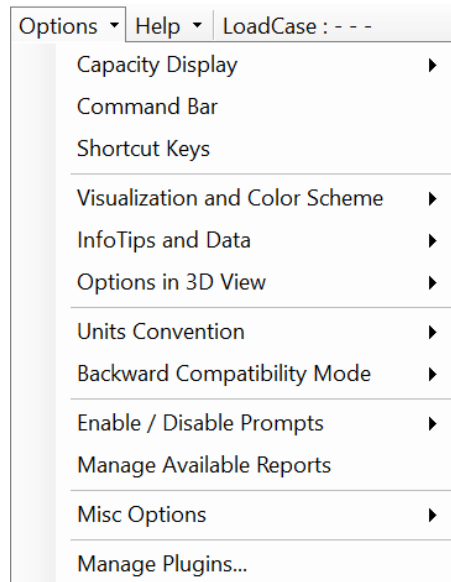 Options Help LoadCase : - - -
Capacity Display
Command Bar
Shortcut Keys
Visualization and Color Scheme
InfoTips and Data
Options in 3D View
Units Convention
Backward Compatibility Mode
Enable / Disable Prompts
Manage Available Reports
Misc Options
Manage Plugins...